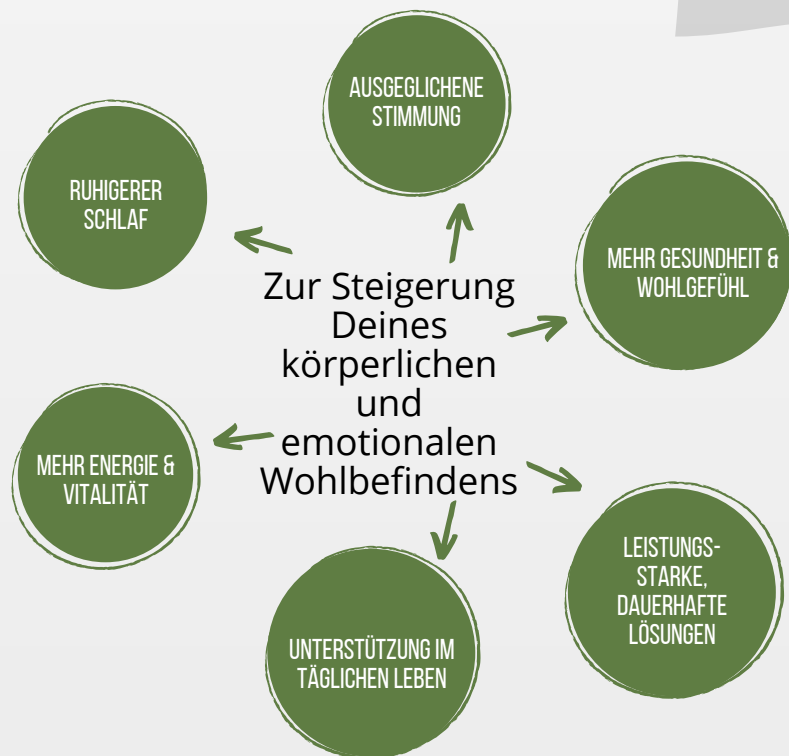 AUSGEGLICHENE
STIMMUNG
RUHIGERER
SCHLAF
MEHR GESUNDHEIT &
WOHLGEFÜHL
Zur Steigerung
Deines
körperlichen
und
emotionalen
Wohlbefindens
MEHR ENERGIE &
VITALITÄT
LEISTUNGS-
STARKE,
DAUERHAFTE
LÖSUNGEN
UNTERSTÜTZUNG IM
TÄGLICHEN LEBEN